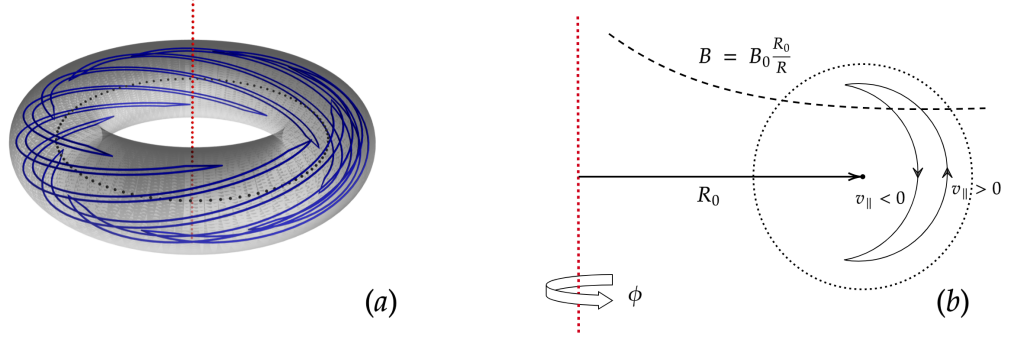 B = B₀ R₀/R
R₀
v∥ < 0
v∥ > 0
ϕ
(a)
(b)